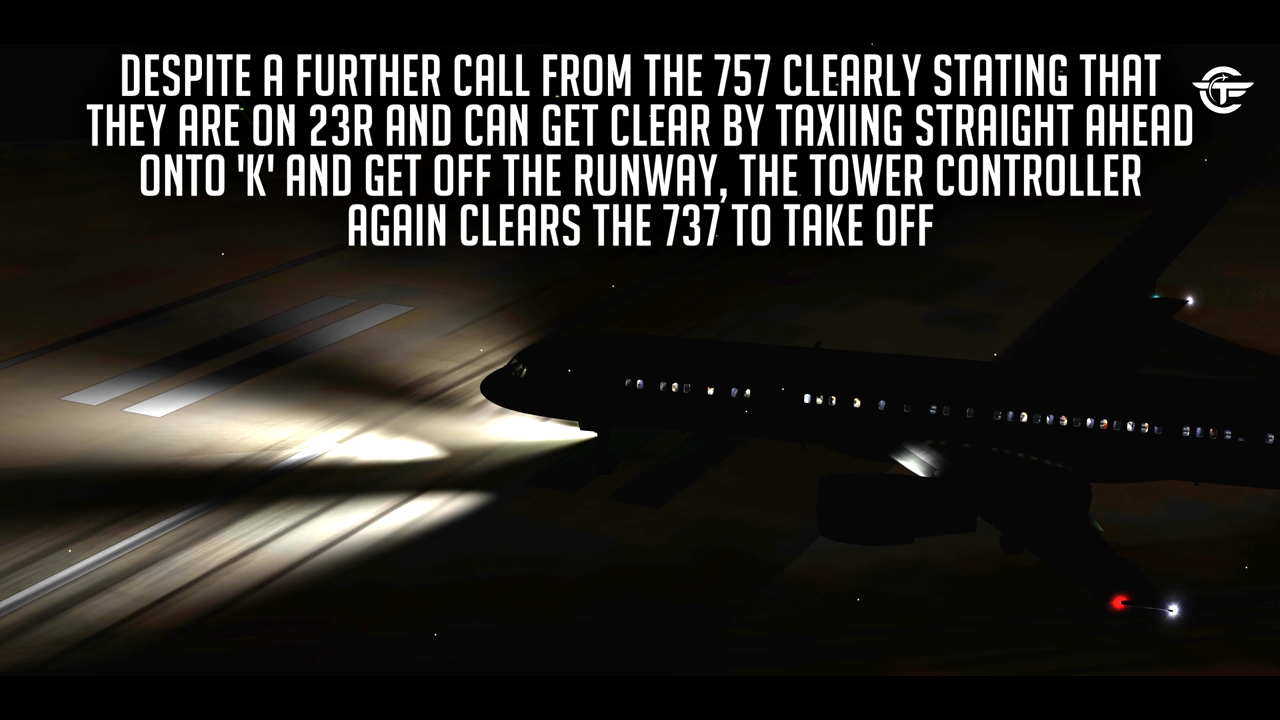 DESPITE A FURTHER CALL FROM THE 757 CLEARLY STATING THAT
THEY ARE ON 23R AND CAN GET CLEAR BY TAXIING STRAIGHT AHEAD
ONTO 'K' AND GET OFF THE RUNWAY, THE TOWER CONTROLLER
AGAIN CLEARS THE 737 TO TAKE OFF